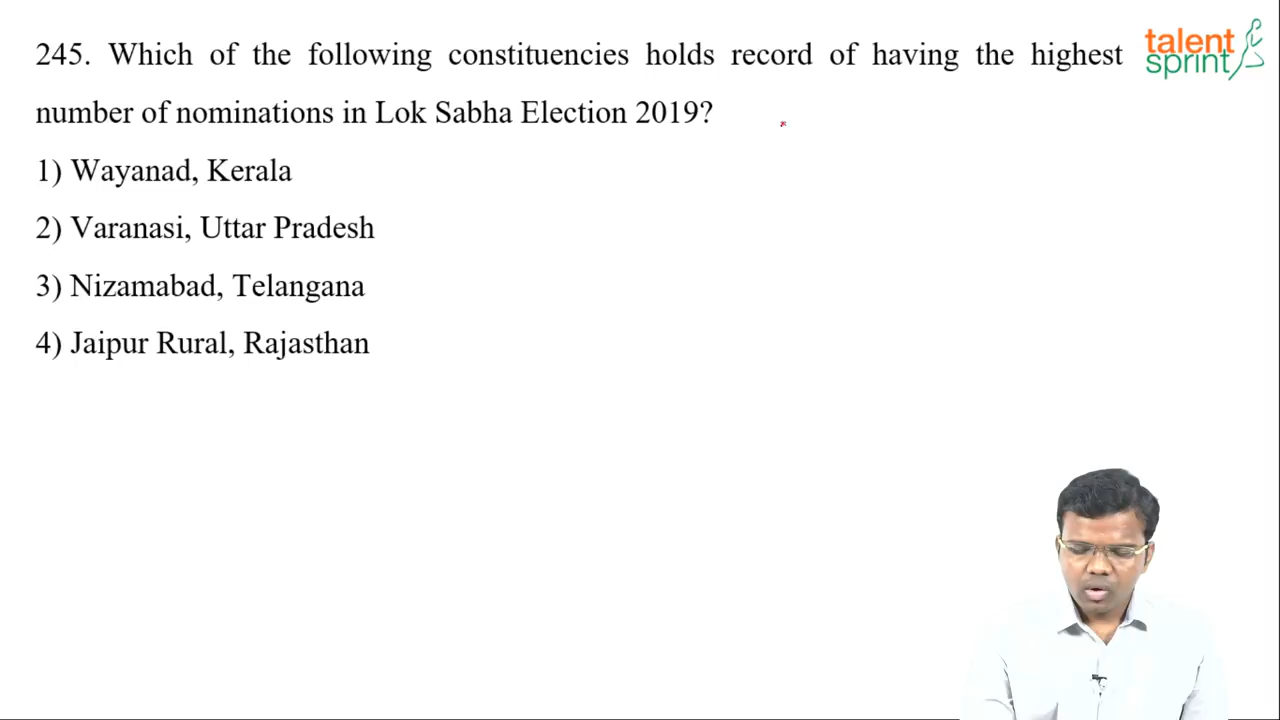 245. Which of the following constituencies holds record of having the highest
number of nominations in Lok Sabha Election 2019?
1) Wayanad, Kerala
2) Varanasi, Uttar Pradesh
3) Nizamabad, Telangana
4) Jaipur Rural, Rajasthan
talent
sprint